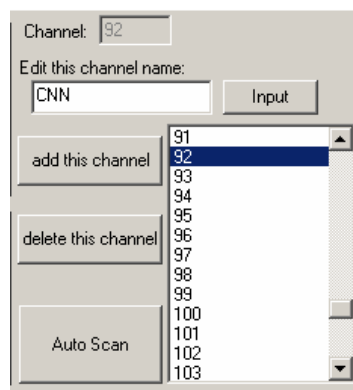 Channel: 92
Edit this channel name:
CNN
Input
add this channel
delete this channel
Auto Scan
91
92
93
94
95
96
97
98
99
100
101
102
103